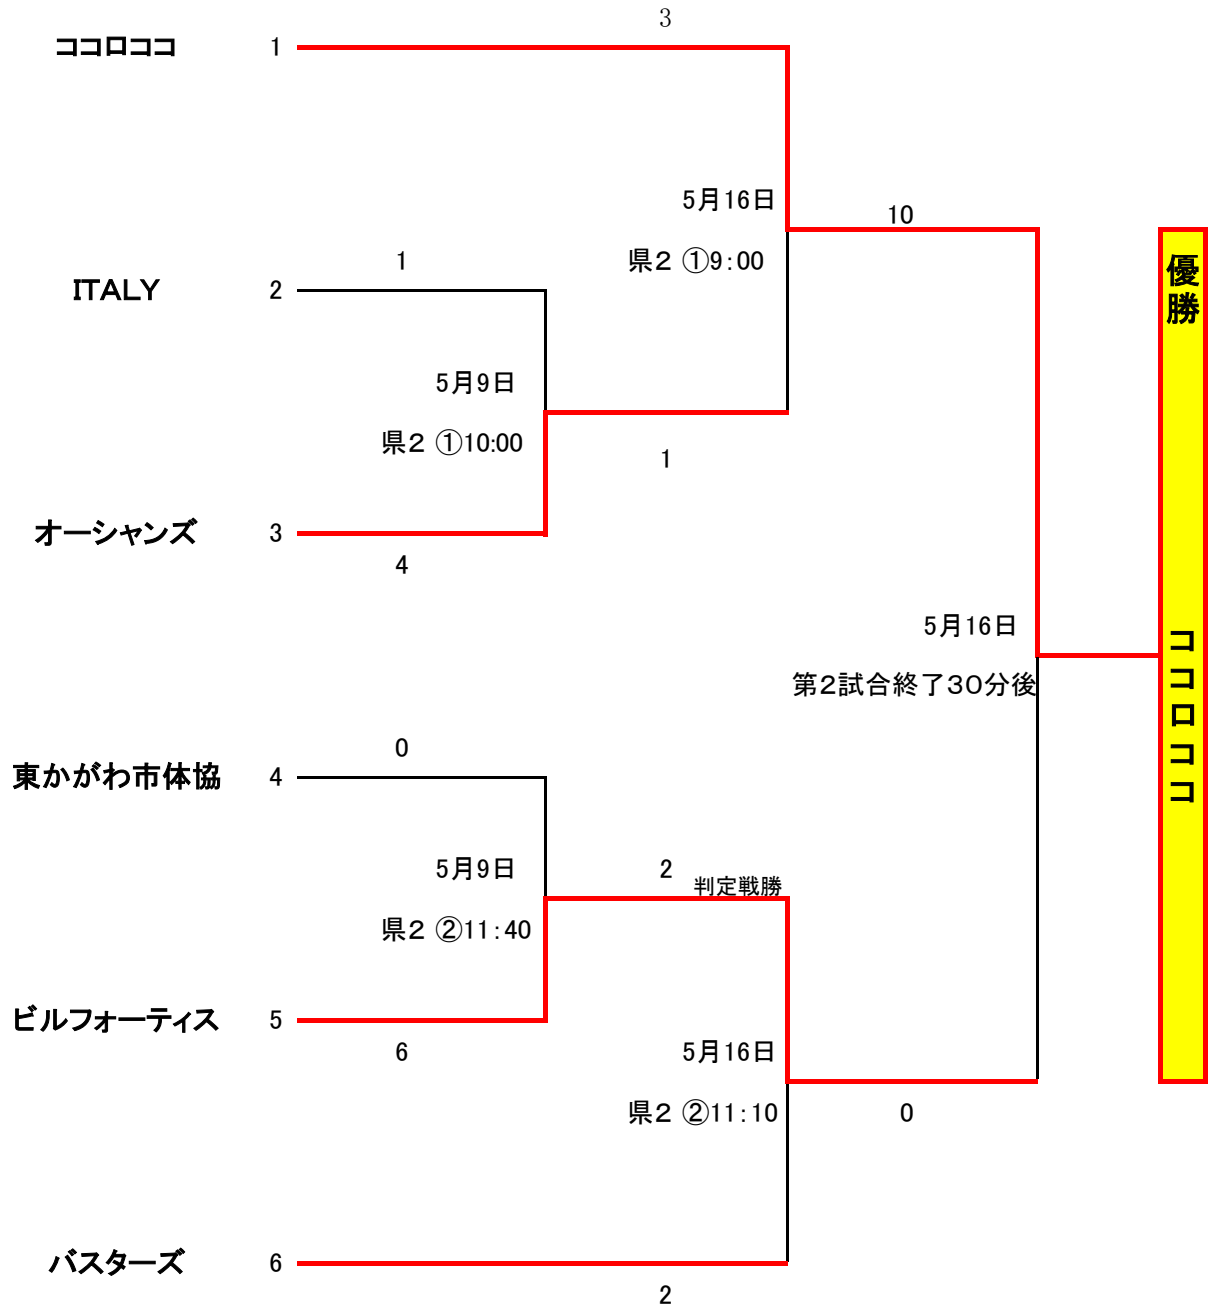 3
ココロココ 1
5月16日
10
県2 ①9:00
優勝
1
ITALY 2
5月9日
県2 ①10:00
1
オーシャンズ 3
4
5月16日
第2試合終了30分後
ココロココ
0
東かがわ市体協 4
5月9日
2 判定戦勝
県2 ②11:40
ビルフォーティス 5
6
5月16日
県2 ②11:10
0
バスターズ 6
2